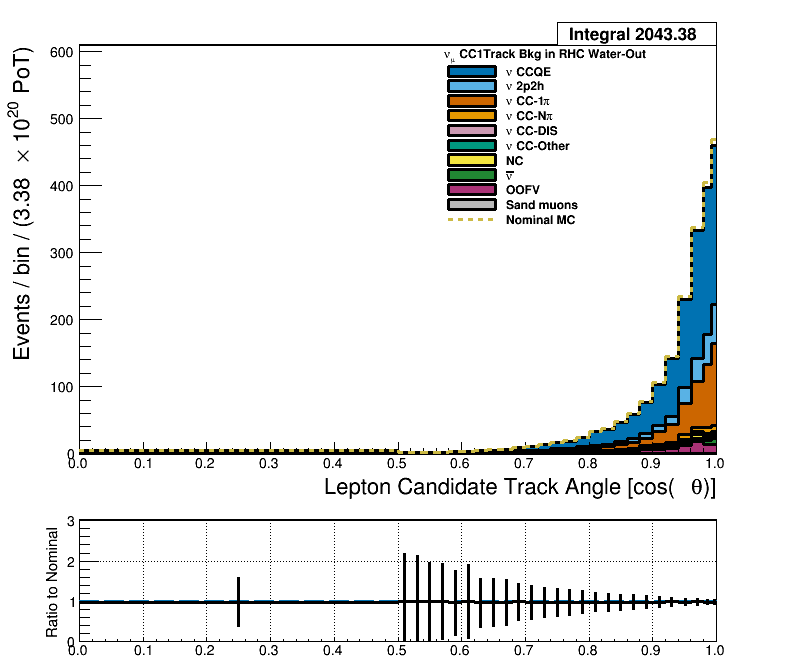 Integral 2043.38
ν_μ CC1Track Bkg in RHC Water-Out
ν CCQE
ν 2p2h
ν CC-1π
ν CC-Nπ
ν CC-DIS
ν CC-Other
NC
ν̅
OOFV
Sand muons
Nominal MC
Events / bin / (3.38 × 10^20 PoT)
600
500
400
300
200
100
0
0.0 0.1 0.2 0.3 0.4 0.5 0.6 0.7 0.8 0.9 1.0
Lepton Candidate Track Angle [cos( θ)]
Ratio to Nominal
3
2
1
0
0.0 0.1 0.2 0.3 0.4 0.5 0.6 0.7 0.8 0.9 1.0